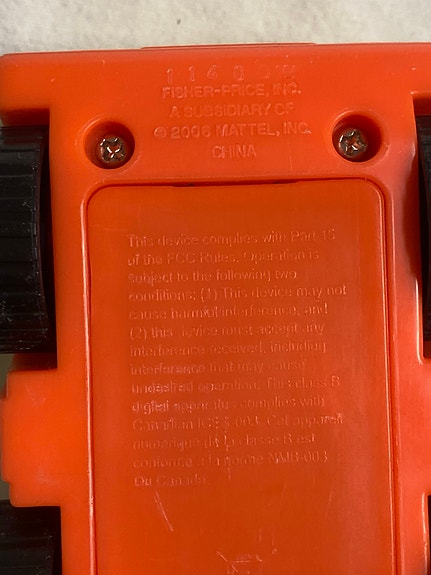 FISHER-PRICE, INC.
A SUBSIDIARY OF
© 2006 MATTEL, INC.
CHINA
This device complies with Part 15
of the FCC Rules. Operation is
subject to the following two
conditions: (1) This device may not
cause harmful interference, and
(2) this device must accept any
interference received, including
interference that may cause
undesired operation. This class B
digital apparatus complies with
Canadian ICES-003. Cet appareil
numerique de la classe B est
conforme a la norme NMB-003
Du Canada.